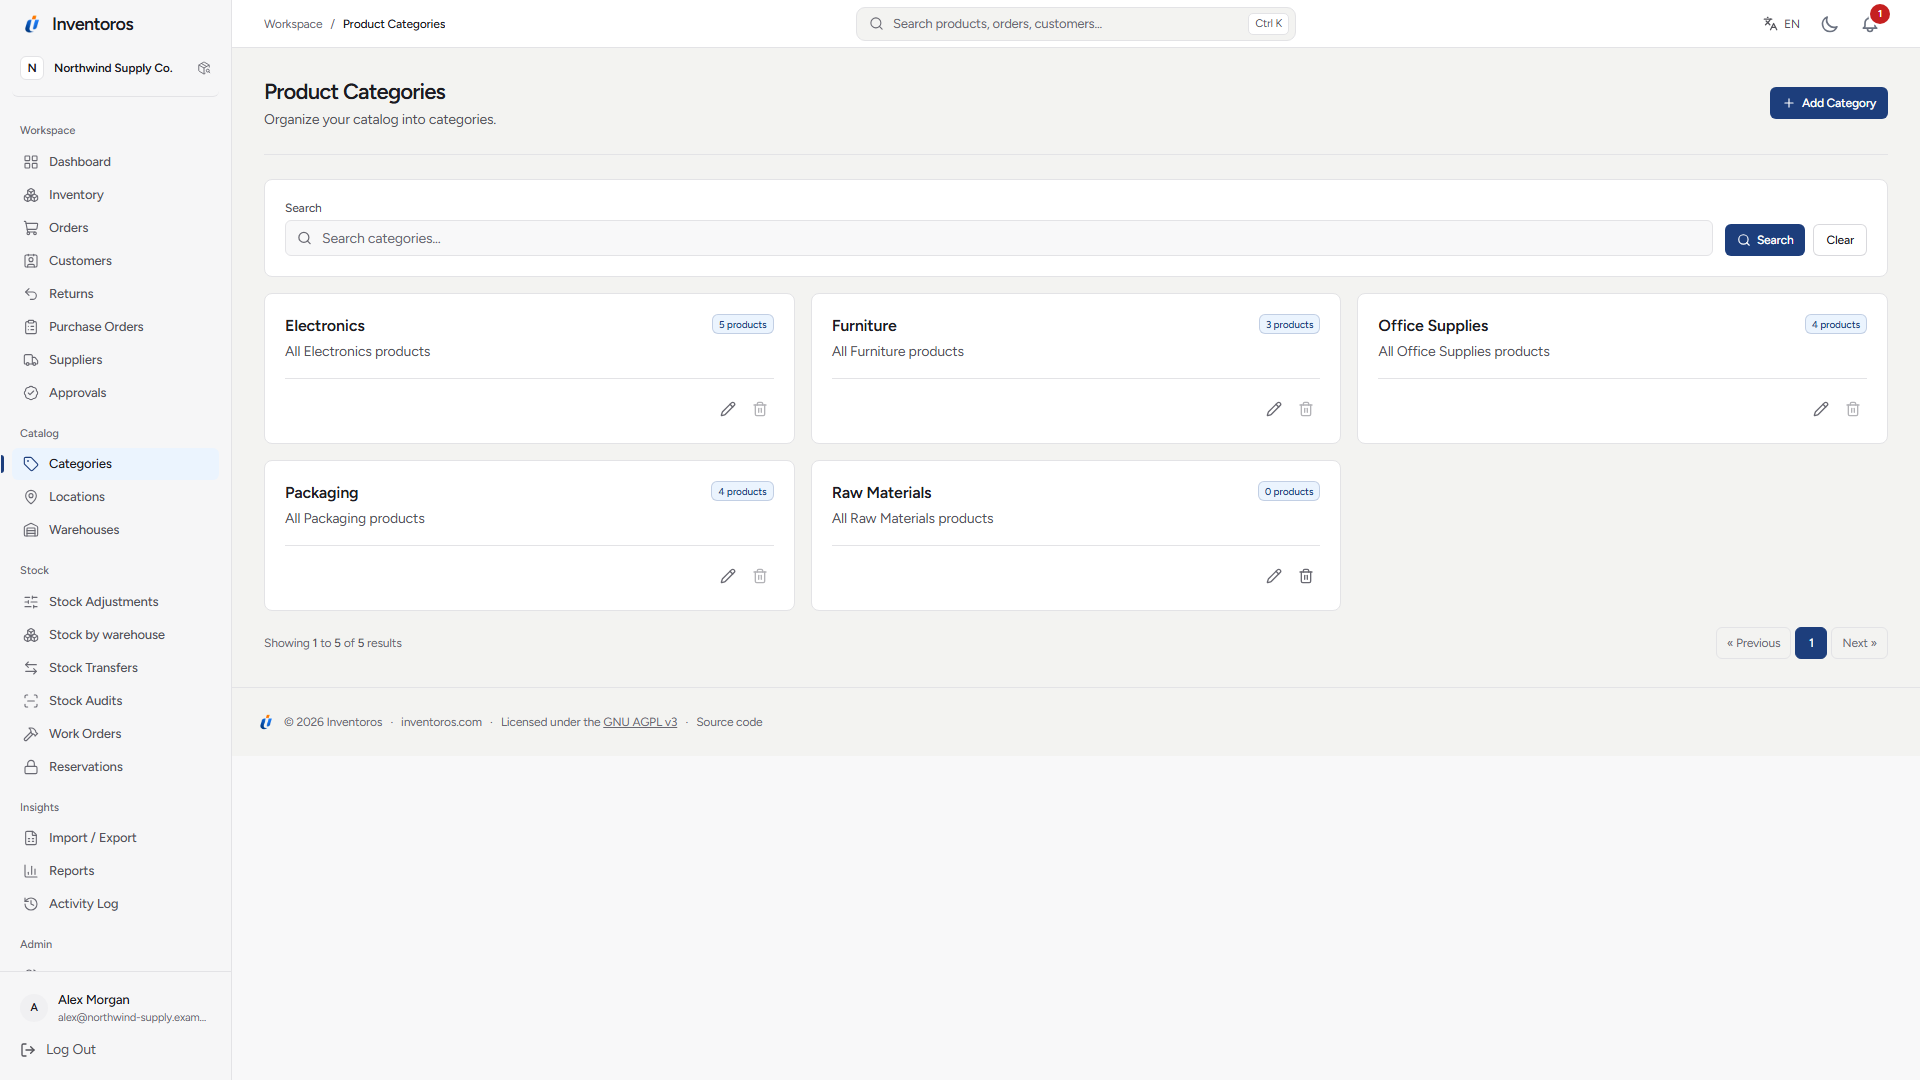 Inventoros
N
Northwind Supply Co.
Workspace
Dashboard
Inventory
Orders
Customers
Returns
Purchase Orders
Suppliers
Approvals
Catalog
Categories
Locations
Warehouses
Stock
Stock Adjustments
Stock by warehouse
Stock Transfers
Stock Audits
Work Orders
Reservations
Insights
Import / Export
Reports
Activity Log
Admin
A
Alex Morgan
alex@northwind-supply.exam...
Log Out
Workspace / Product Categories
Search products, orders, customers...
Ctrl K
EN
1
Product Categories
Organize your catalog into categories.
Add Category
Search
Search categories...
Search
Clear
Electronics
5 products
All Electronics products
Furniture
3 products
All Furniture products
Office Supplies
4 products
All Office Supplies products
Packaging
4 products
All Packaging products
Raw Materials
0 products
All Raw Materials products
Showing 1 to 5 of 5 results
« Previous
1
Next »
© 2026 Inventoros · inventoros.com · Licensed under the GNU AGPL v3 · Source code